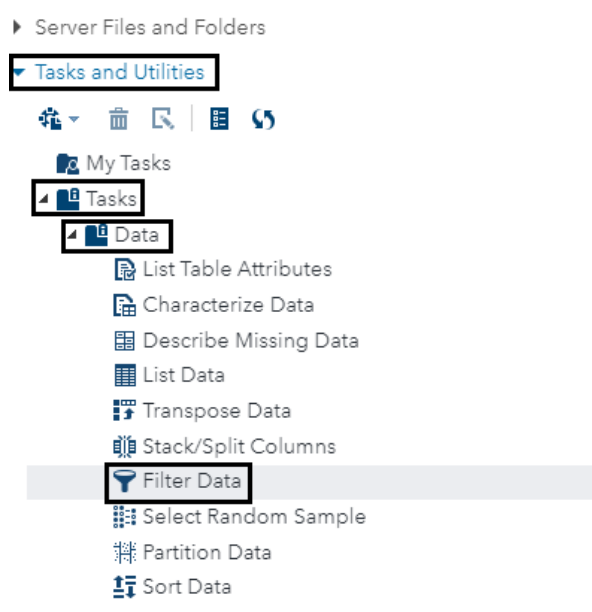 Server Files and Folders
Tasks and Utilities
My Tasks
Tasks
Data
List Table Attributes
Characterize Data
Describe Missing Data
List Data
Transpose Data
Stack/Split Columns
Filter Data
Select Random Sample
Partition Data
Sort Data